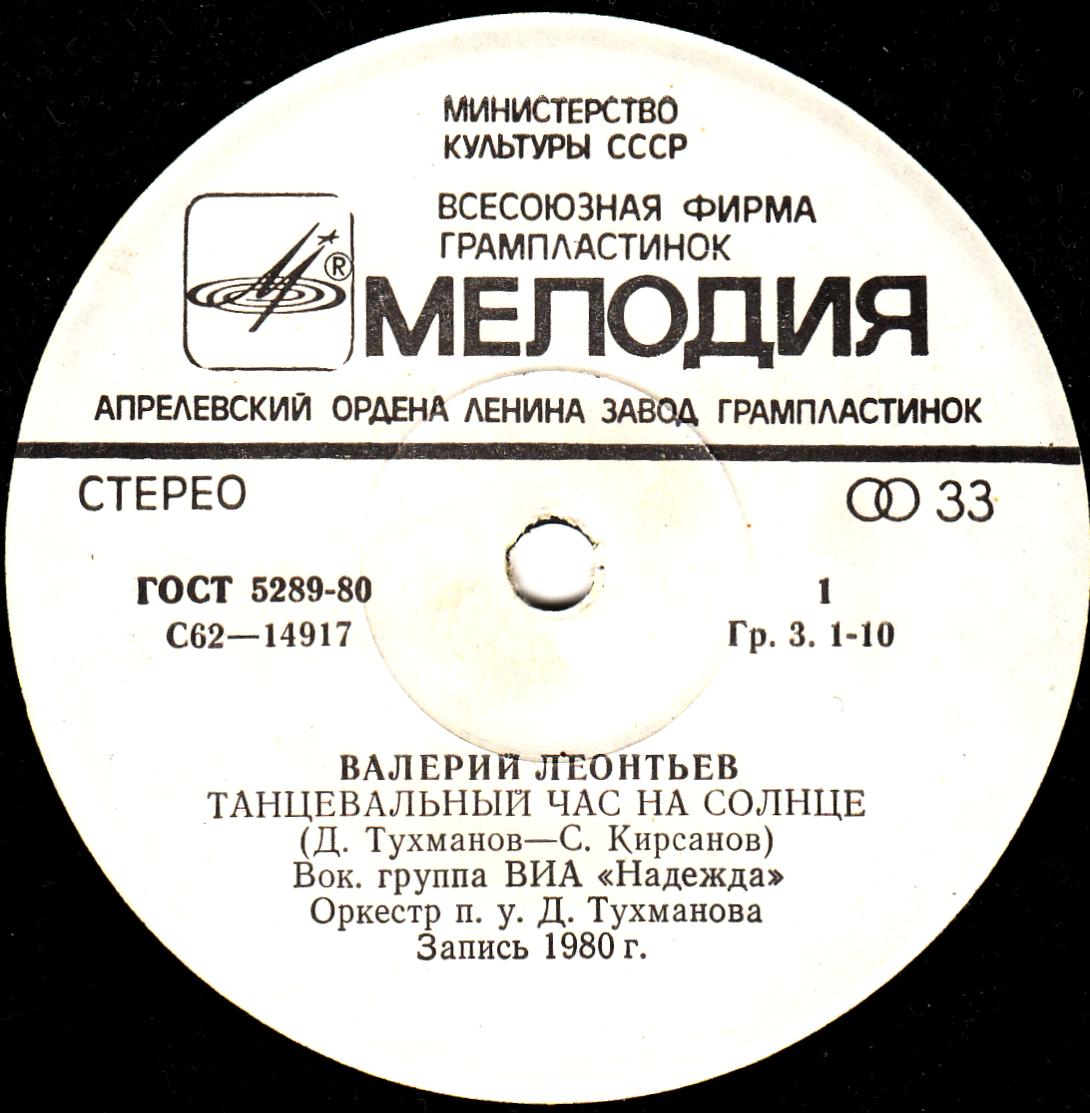 МИНИСТЕРСТВО
КУЛЬТУРЫ СССР
ВСЕСОЮЗНАЯ ФИРМА
ГРАМПЛАСТИНОК
®
МЕЛОДИЯ
АПРЕЛЕВСКИЙ ОРДЕНА ЛЕНИНА ЗАВОД ГРАМПЛАСТИНОК
СТЕРЕО 33
ГОСТ 5289-80 1
С62—14917 Гр. 3. 1-10
ВАЛЕРИЙ ЛЕОНТЬЕВ
ТАНЦЕВАЛЬНЫЙ ЧАС НА СОЛНЦЕ
(Д. Тухманов—С. Кирсанов)
Вок. группа ВИА «Надежда»
Оркестр п. у. Д. Тухманова
Запись 1980 г.